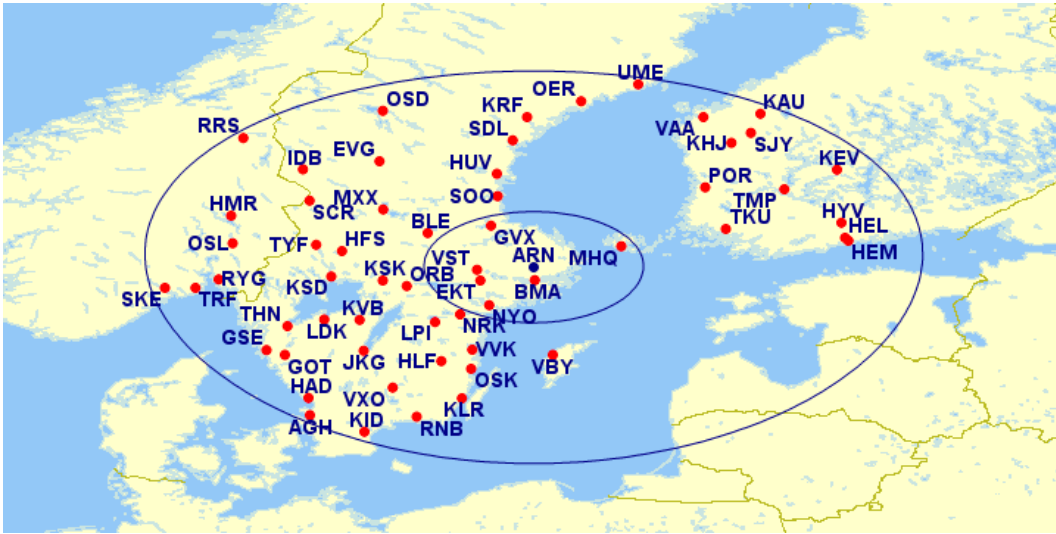 UME
OER
OSD
KRF
KAU
RRS
VAA
SDL
KHJ
SJY
EVG
IDB
HUV
KEV
POR
SOO
MXX
TMP
HMR
SCR
BLE
TKU
HYV
HEL
GVX
OSL
TYF
HFS
ARN
MHQ
HEM
VST
KSK
ORB
RYG
KSD
EKT
BMA
SKE
TRF
THN
KVB
NYO
LDK
LPI
NRK
GSE
VVK
GOT
JKG
HLF
VBY
OSK
HAD
VXO
KLR
AGH
KID
RNB